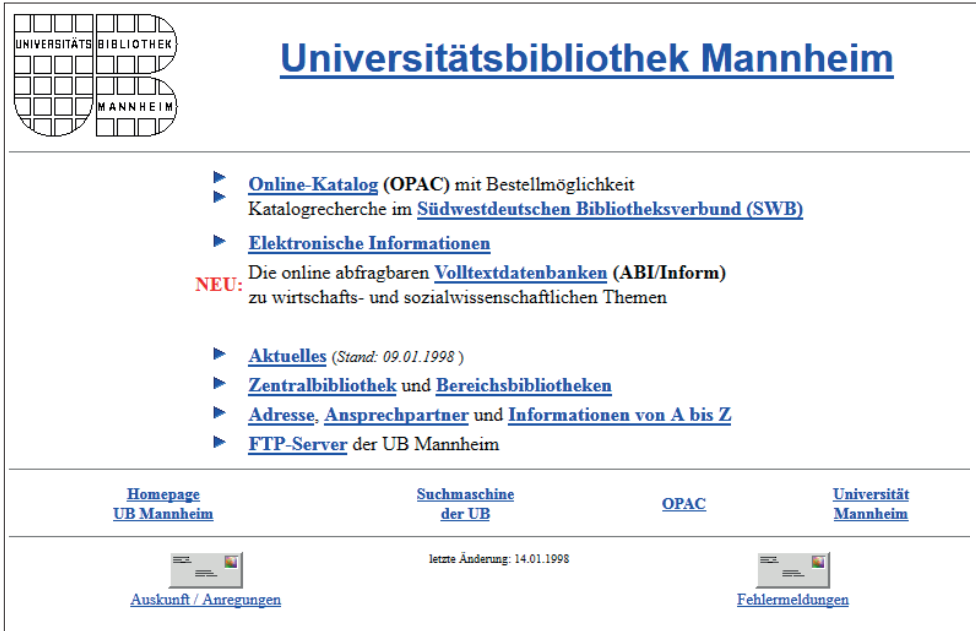 UNIVERSITÄTS BIBLIOTHEK
MANNHEIM
Universitätsbibliothek Mannheim
Online-Katalog (OPAC) mit Bestellmöglichkeit
Katalogrecherche im Südwestdeutschen Bibliotheksverbund (SWB)
Elektronische Informationen
NEU: Die online abfragbaren Volltextdatenbanken (ABI/Inform)
zu wirtschafts- und sozialwissenschaftlichen Themen
Aktuelles (Stand: 09.01.1998 )
Zentralbibliothek und Bereichsbibliotheken
Adresse, Ansprechpartner und Informationen von A bis Z
FTP-Server der UB Mannheim
Homepage
UB Mannheim
Suchmaschine
der UB
OPAC
Universität
Mannheim
letzte Änderung: 14.01.1998
Auskunft / Anregungen
Fehlermeldungen